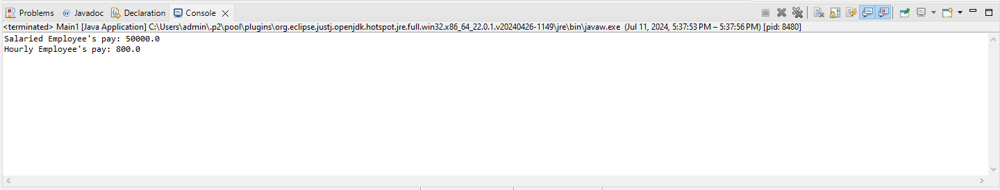 Problems @ Javadoc Declaration Console
<terminated> Main1 [Java Application] C:\Users\admin\.p2\pool\plugins\org.eclipse.justj.openjdk.hotspot.jre.full.win32.x86_64_22.0.1.v20240426-1149\jre\bin\javaw.exe (Jul 11, 2024, 5:37:53 PM – 5:37:56 PM) [pid: 8480]
Salaried Employee's pay: 50000.0
Hourly Employee's pay: 800.0